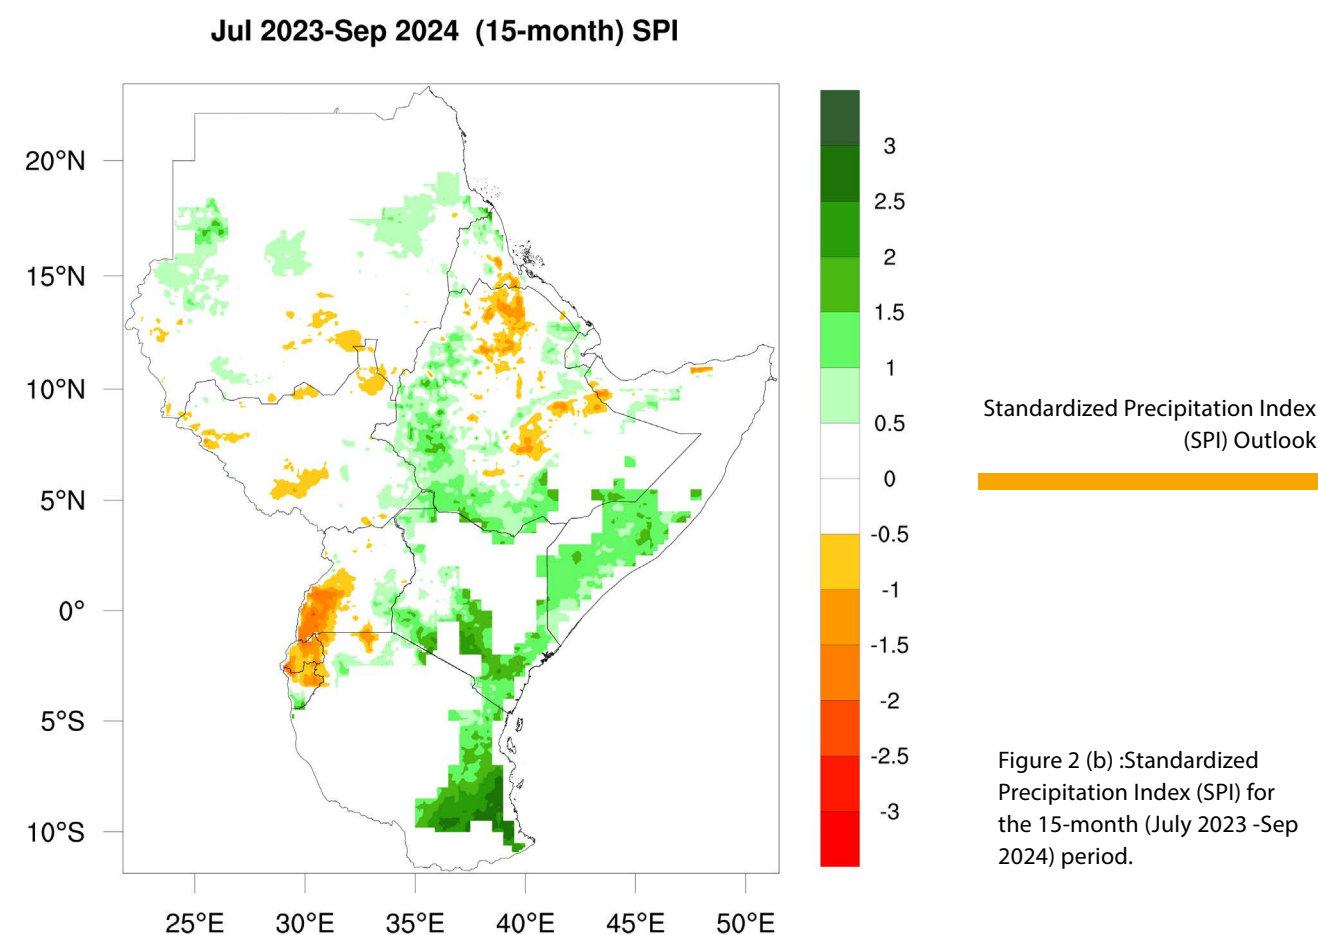 Jul 2023-Sep 2024 (15-month) SPI
20°N
15°N
10°N
5°N
0°
5°S
10°S
25°E 30°E 35°E 40°E 45°E 50°E
3
2.5
2
1.5
1
0.5
0
-0.5
-1
-1.5
-2
-2.5
-3
Standardized Precipitation Index
(SPI) Outlook
Figure 2 (b) :Standardized
Precipitation Index (SPI) for
the 15-month (July 2023 -Sep
2024) period.